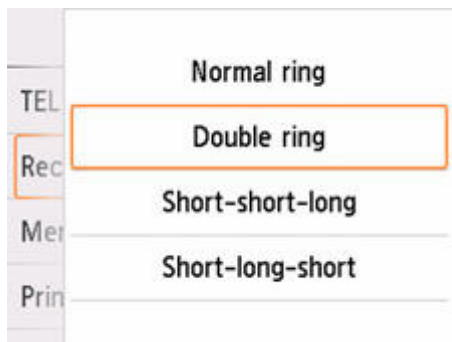 Normal ring
TEL
Double ring
Rec
Short-short-long
Mer
Short-long-short
Prin